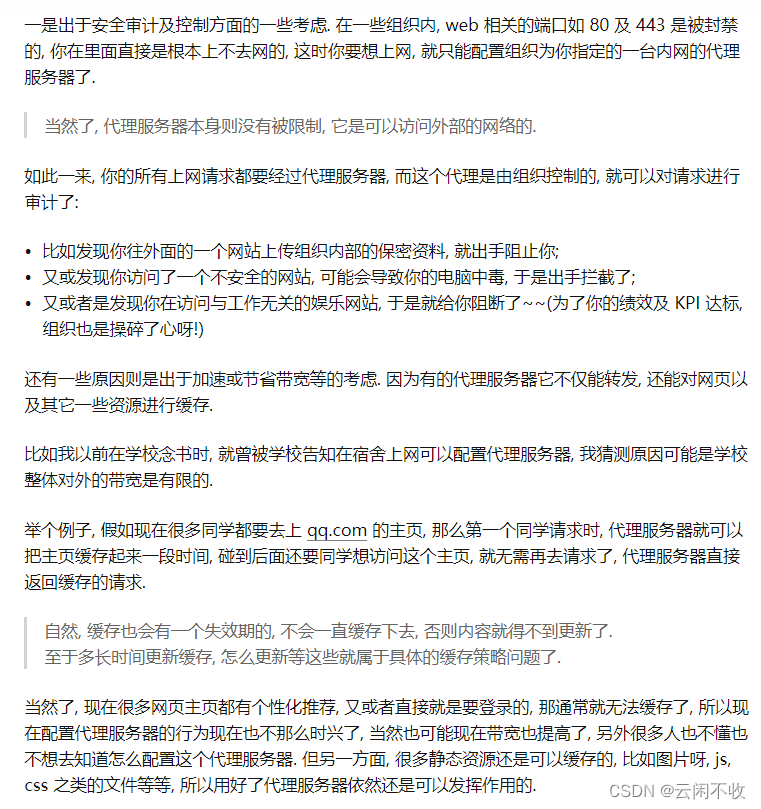 一是出于安全审计及控制方面的一些考虑. 在一些组织内, web 相关的端口如 80 及 443 是被封禁
的, 你在里面直接是根本上不去网的, 这时你要想上网, 就只能配置组织为你指定的一台内网的代理
服务器了.
当然了, 代理服务器本身则没有被限制, 它是可以访问外部的网络的.
如此一来, 你的所有上网请求都要经过代理服务器, 而这个代理是由组织控制的, 就可以对请求进行
审计了:
• 比如发现你往外面的一个网站上传组织内部的保密资料, 就出手阻止你;
• 又或发现你访问了一个不安全的网站, 可能会导致你的电脑中毒, 于是出手拦截了;
• 又或者是发现你在访问与工作无关的娱乐网站, 于是就给你阻断了~~(为了你的绩效及 KPI 达标,
组织也是操碎了心呀!)
还有一些原因则是出于加速或节省带宽等的考虑. 因为有的代理服务器它不仅能转发, 还能对网页以
及其它一些资源进行缓存.
比如我以前在学校念书时, 就曾被学校告知在宿舍上网可以配置代理服务器, 我猜测原因可能是学校
整体对外的带宽是有限的.
举个例子, 假如现在很多同学都要去上 qq.com 的主页, 那么第一个同学请求时, 代理服务器就可以
把主页缓存起来一段时间, 碰到后面还要同学想访问这个主页, 就无需再去请求了, 代理服务器直接
返回缓存的请求.
自然, 缓存也会有一个失效期的, 不会一直缓存下去, 否则内容就得不到更新了.
至于多长时间更新缓存, 怎么更新等这些就属于具体的缓存策略问题了.
当然了, 现在很多网页主页都有个性化推荐, 又或者直接就是要登录的, 那通常就无法缓存了, 所以现
在配置代理服务器的行为现在也不那么时兴了, 当然也可能现在带宽也提高了, 另外很多人也不懂也
不想去知道怎么配置这个代理服务器. 但另一方面, 很多静态资源还是可以缓存的, 比如图片呀, js,
css 之类的文件等等, 所以用好了代理服务器依然还是可以发挥作用的.
CSDN @云闲不收